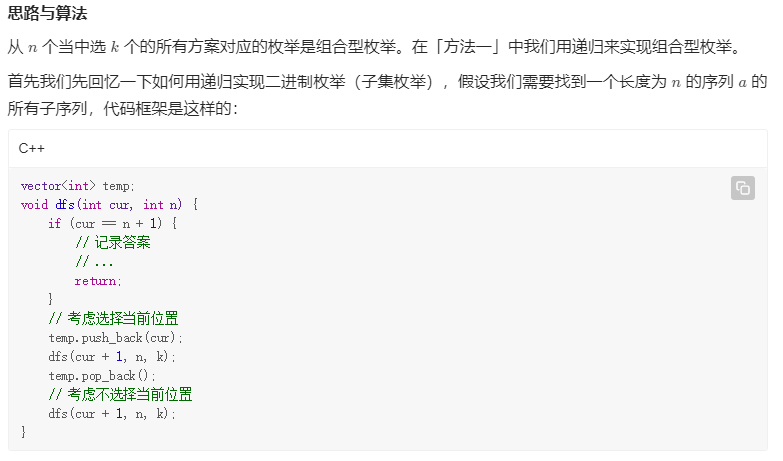 思路与算法
从 n 个当中选 k 个的所有方案对应的枚举是组合型枚举。在「方法一」中我们用递归来实现组合型枚举。
首先我们先回忆一下如何用递归实现二进制枚举（子集枚举），假设我们需要找到一个长度为 n 的序列 a 的
所有子序列，代码框架是这样的：
C++
vector<int> temp;
void dfs(int cur, int n) {
    if (cur == n + 1) {
        // 记录答案
        // ...
        return;
    }
    // 考虑选择当前位置
    temp.push_back(cur);
    dfs(cur + 1, n, k);
    temp.pop_back();
    // 考虑不选择当前位置
    dfs(cur + 1, n, k);
}